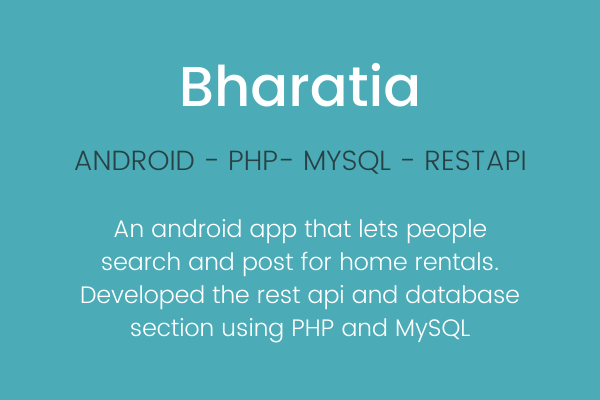 Bharatia
ANDROID - PHP- MYSQL - RESTAPI
An android app that lets people
search and post for home rentals.
Developed the rest api and database
section using PHP and MySQL